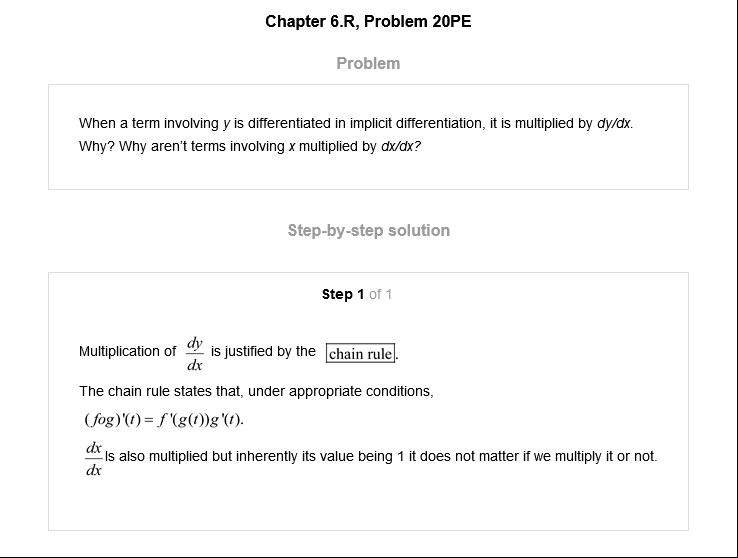 Chapter 6.R, Problem 20PE
Problem
When a term involving y is differentiated in implicit differentiation, it is multiplied by dy/dx.
Why? Why aren't terms involving x multiplied by dx/dx?
Step-by-step solution
Step 1 of 1
Multiplication of dy/dx is justified by the chain rule.
The chain rule states that, under appropriate conditions,
(fog)'(t) = f '(g(t))g '(t).
dx/dx Is also multiplied but inherently its value being 1 it does not matter if we multiply it or not.